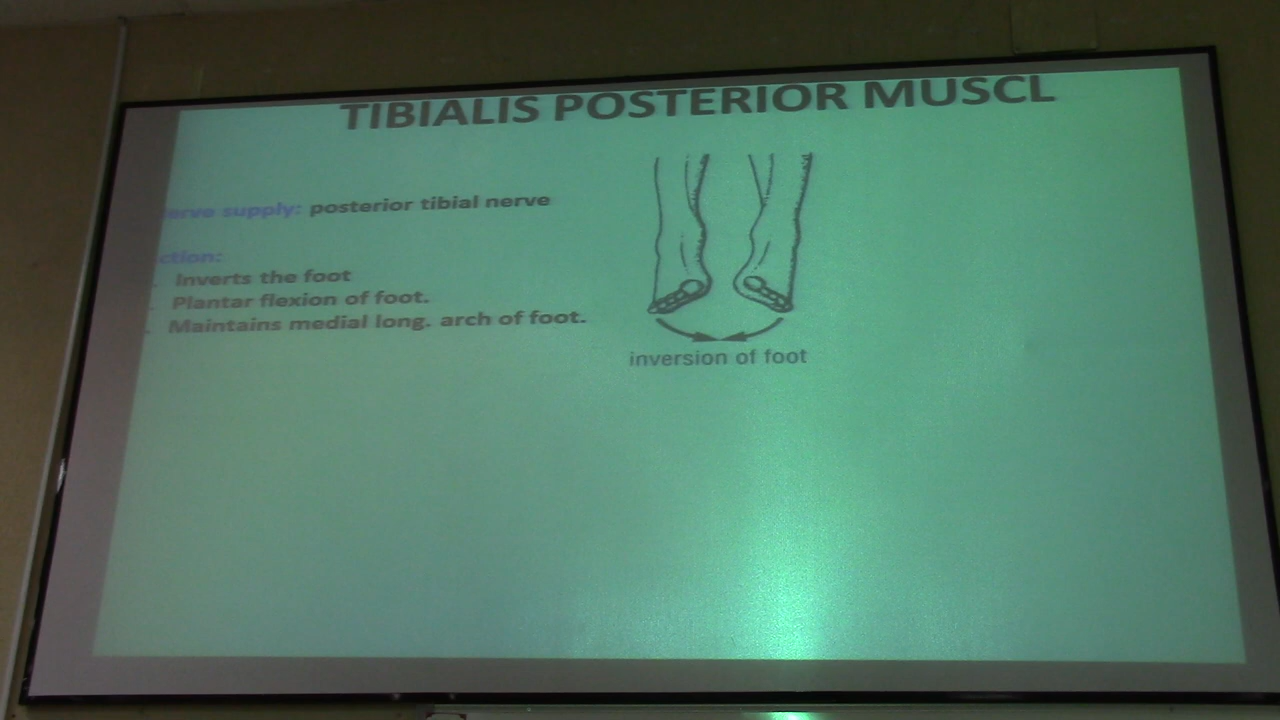 TIBIALIS POSTERIOR MUSCL
erve supply: posterior tibial nerve
ction:
Inverts the foot
Plantar flexion of foot.
Maintains medial long. arch of foot.
inversion of foot